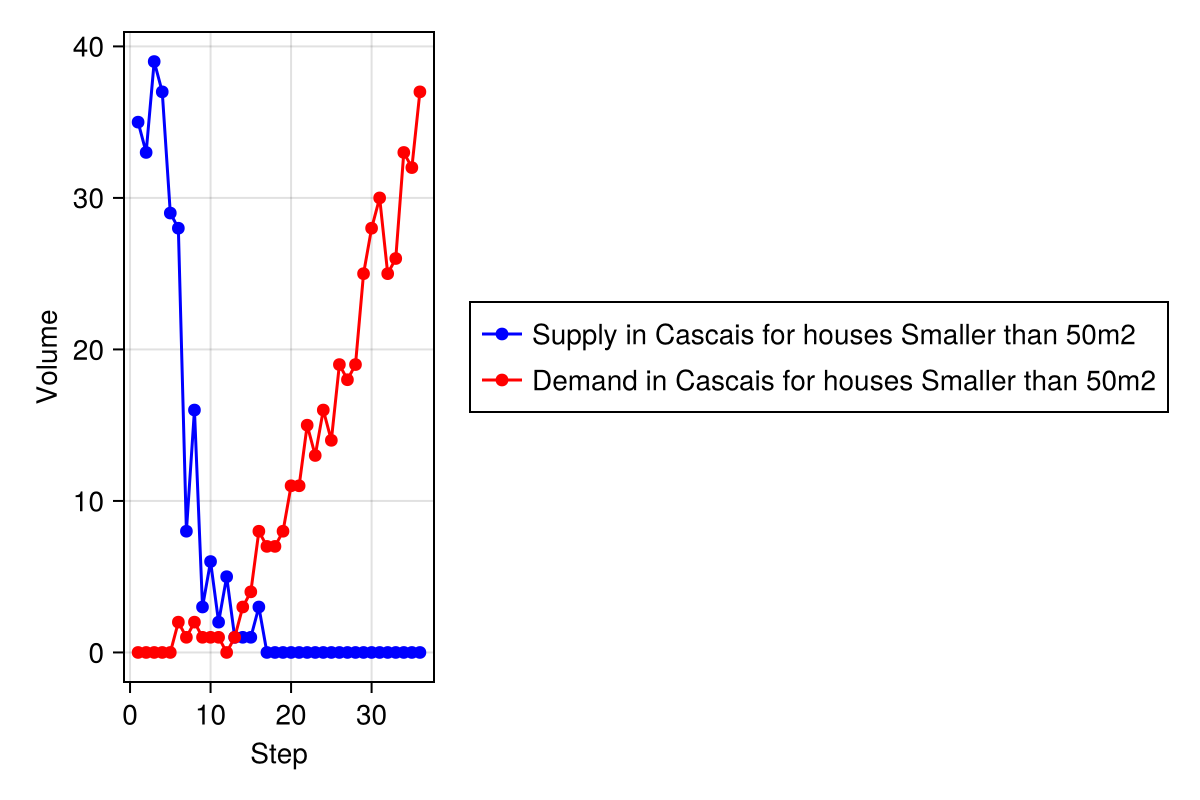 40
30
20
10
0
Volume
0 10 20 30
Step
Supply in Cascais for houses Smaller than 50m2
Demand in Cascais for houses Smaller than 50m2